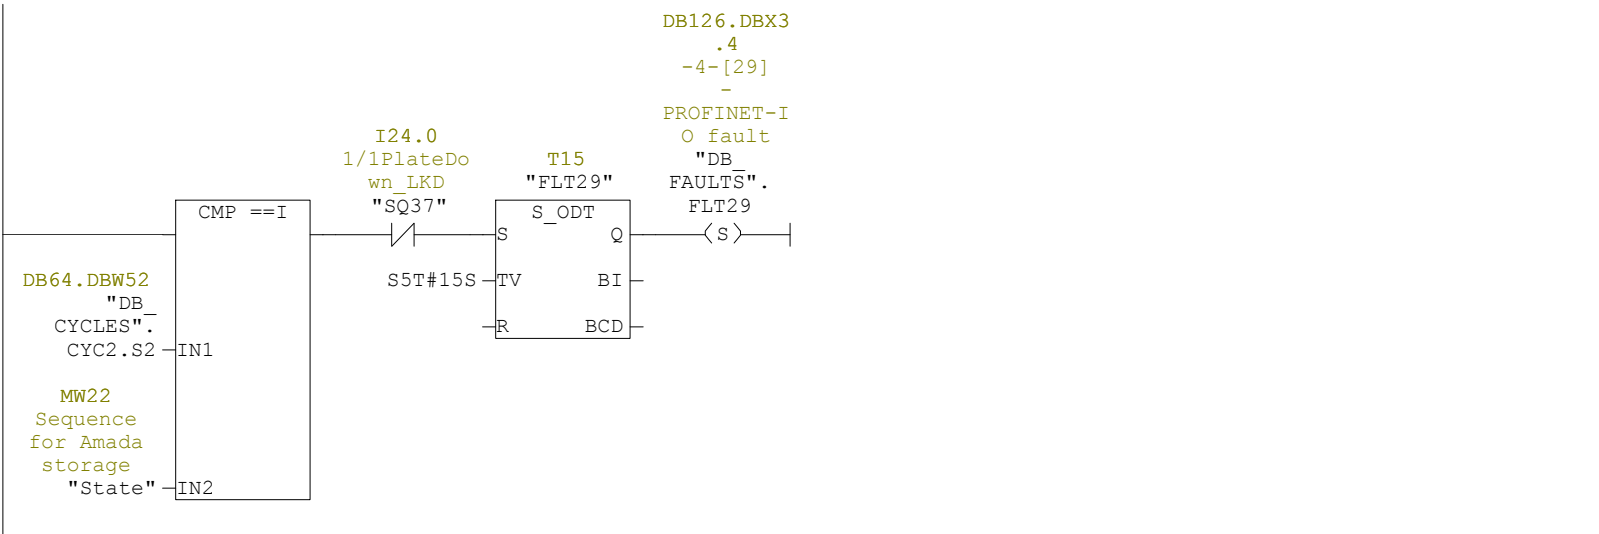 DB126.DBX3
.4
-4-[29]
-
PROFINET-I
O fault
"DB_
FAULTS".
FLT29
I24.0
1/1PlateDo
wn_LKD
"SQ37"
T15
"FLT29"
CMP ==I
S_ODT
S Q
(S)
DB64.DBW52
"DB_
CYCLES".
CYC2.S2 IN1
S5T#15S TV BI
R BCD
MW22
Sequence
for Amada
storage
"State" IN2